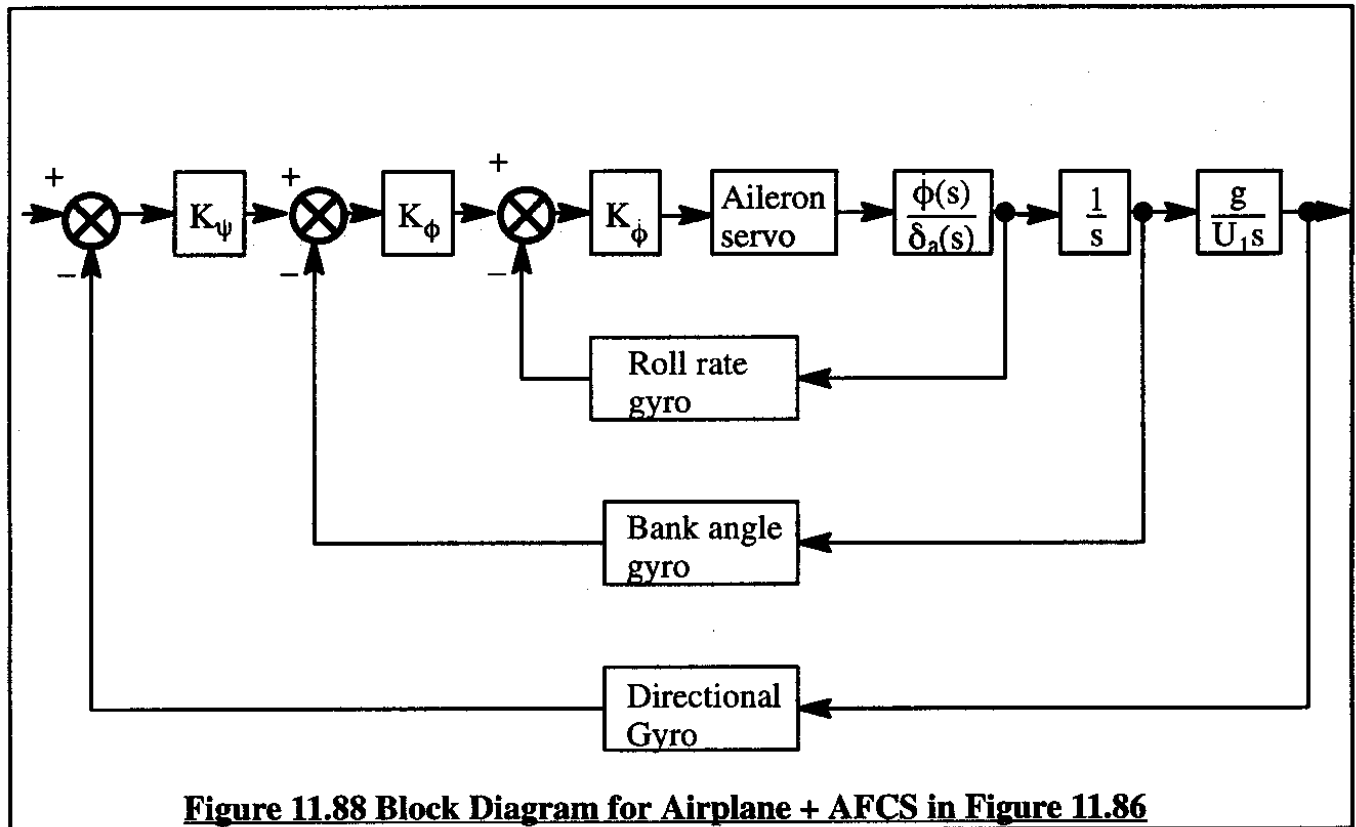 + + +
K_ψ K_ϕ K_ϕ̇ Aileron servo ϕ̇(s)/δ_a(s) 1/s g/U₁s
− − −
Roll rate
gyro
Bank angle
gyro
Directional
Gyro
Figure 11.88 Block Diagram for Airplane + AFCS in Figure 11.86